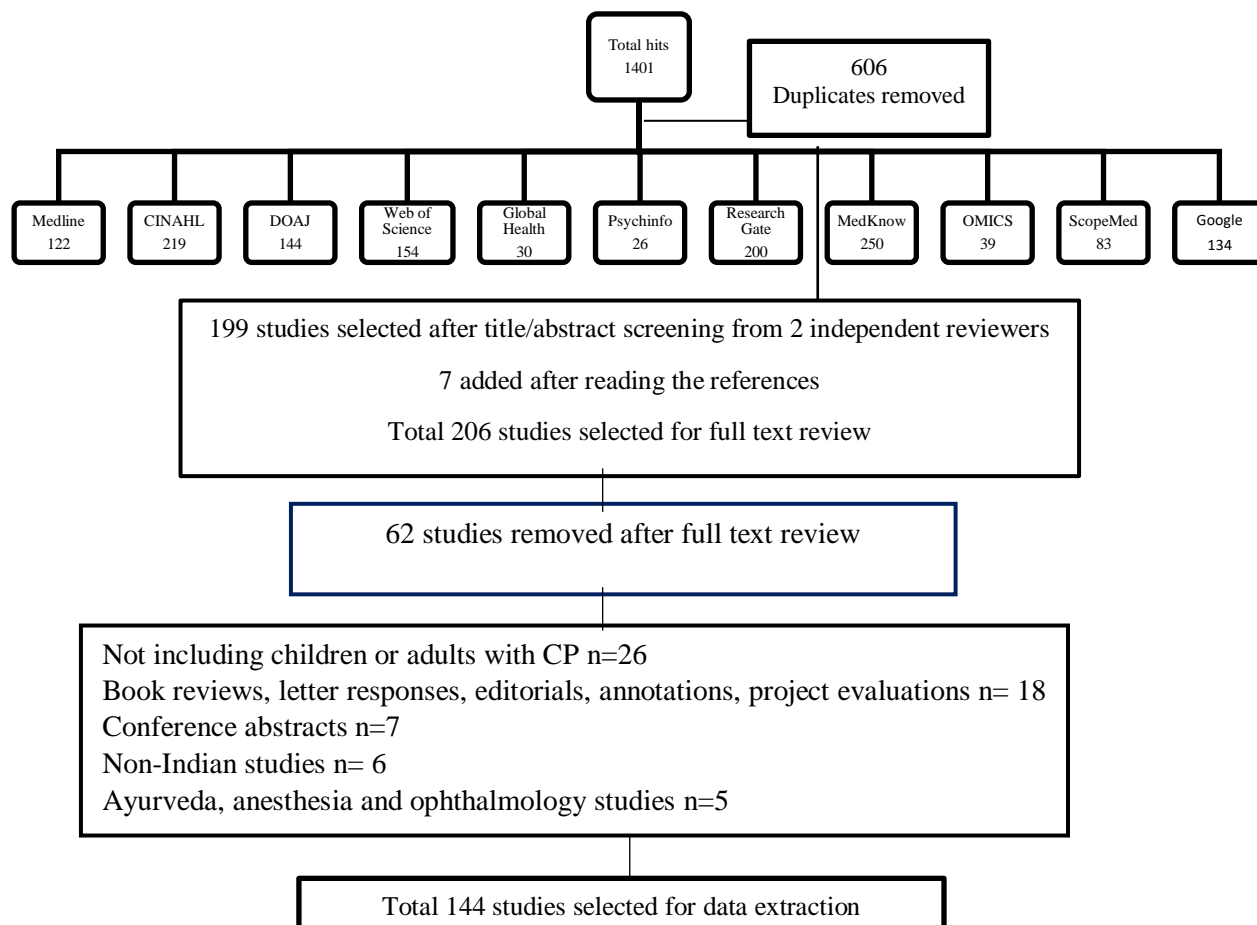 Total hits
1401
606
Duplicates removed
Medline
122
CINAHL
219
DOAJ
144
Web of
Science
154
Global
Health
30
Psychinfo
26
Research
Gate
200
MedKnow
250
OMICS
39
ScopeMed
83
Google
134
199 studies selected after title/abstract screening from 2 independent reviewers
7 added after reading the references
Total 206 studies selected for full text review
62 studies removed after full text review
Not including children or adults with CP n=26
Book reviews, letter responses, editorials, annotations, project evaluations n= 18
Conference abstracts n=7
Non-Indian studies n= 6
Ayurveda, anesthesia and ophthalmology studies n=5
Total 144 studies selected for data extraction